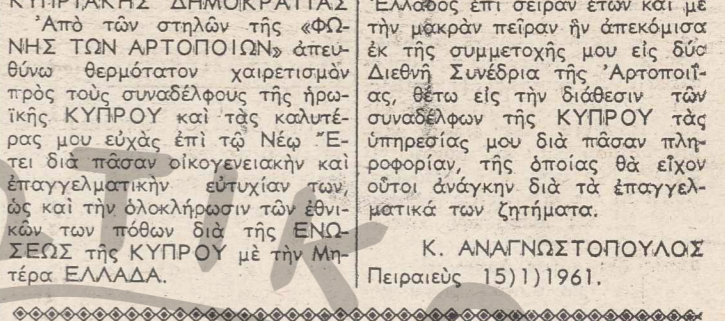 ΚΥΠΡΙΑΚΗΣ ΔΗΜΟΚΡΑΤΙΑΣ
Ἀπὸ τῶν στηλῶν τῆς «ΦΩ-
ΝΗΣ ΤΩΝ ΑΡΤΟΠΟΙΩΝ» ἀπευ-
θύνω θερμότατον χαιρετισμὸν
πρὸς τοὺς συναδέλφους τῆς ἡρω-
ϊκῆς ΚΥΠΡΟΥ καὶ τὰς καλυτέ-
ρας μου εὐχὰς ἐπὶ τῷ Νέῳ Ἔ-
τει διὰ πᾶσαν οἰκογενειακὴν καὶ
ἐπαγγελματικὴν εὐτυχίαν των,
ὡς καὶ τὴν ὁλοκλήρωσιν τῶν ἐθνι-
κῶν των πόθων διὰ τῆς ΕΝΩ-
ΣΕΩΣ τῆς ΚΥΠΡΟΥ μὲ τὴν Μη-
τέρα ΕΛΛΑΔΑ.
Ἑλλάδος ἐπὶ σειρὰν ἐτῶν καὶ μὲ
τὴν μακρὰν πεῖραν ἣν ἀπεκόμισα
ἐκ τῆς συμμετοχῆς μου εἰς δύο
Διεθνῆ Συνέδρια τῆς Ἀρτοποιΐ-
ας, θέτω εἰς τὴν διάθεσιν τῶν
συναδέλφων τῆς ΚΥΠΡΟΥ τὰς
ὑπηρεσίας μου διὰ πᾶσαν πλη-
ροφορίαν, τῆς ὁποίας θὰ εἶχον
οὗτοι ἀνάγκην διὰ τὰ ἐπαγγελ-
ματικά των ζητήματα.
Κ. ΑΝΑΓΝΩΣΤΟΠΟΥΛΟΣ
Πειραιεὺς 15)1)1961.